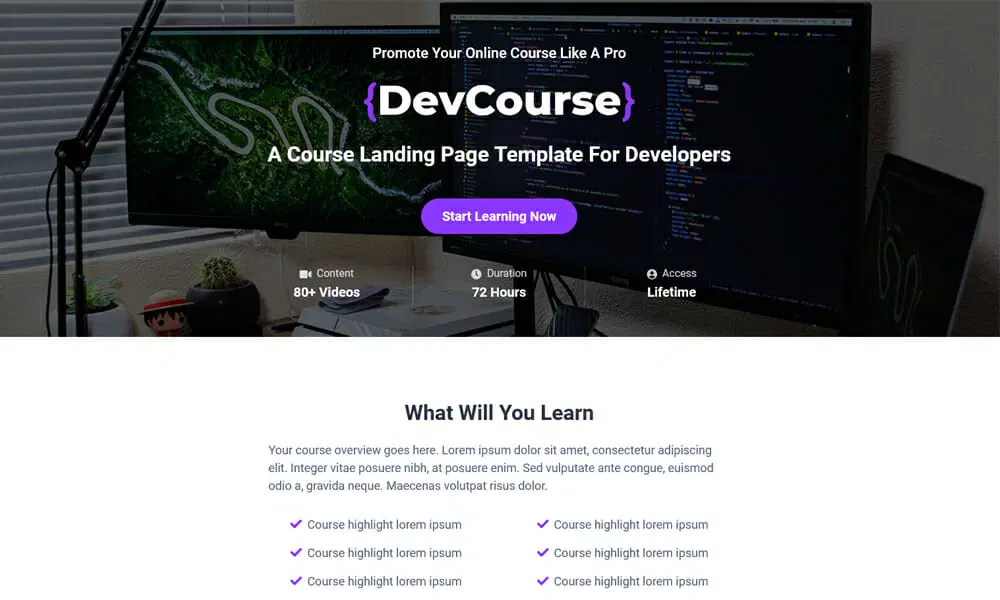 Promote Your Online Course Like A Pro
{DevCourse}
A Course Landing Page Template For Developers
Start Learning Now
Content
80+ Videos
Duration
72 Hours
Access
Lifetime
What Will You Learn
Your course overview goes here. Lorem ipsum dolor sit amet, consectetur adipiscing
elit. Integer vitae posuere nibh, at posuere enim. Sed vulputate ante congue, euismod
odio a, gravida neque. Maecenas volutpat risus dolor.
Course highlight lorem ipsum
Course highlight lorem ipsum
Course highlight lorem ipsum
Course highlight lorem ipsum
Course highlight lorem ipsum
Course highlight lorem ipsum